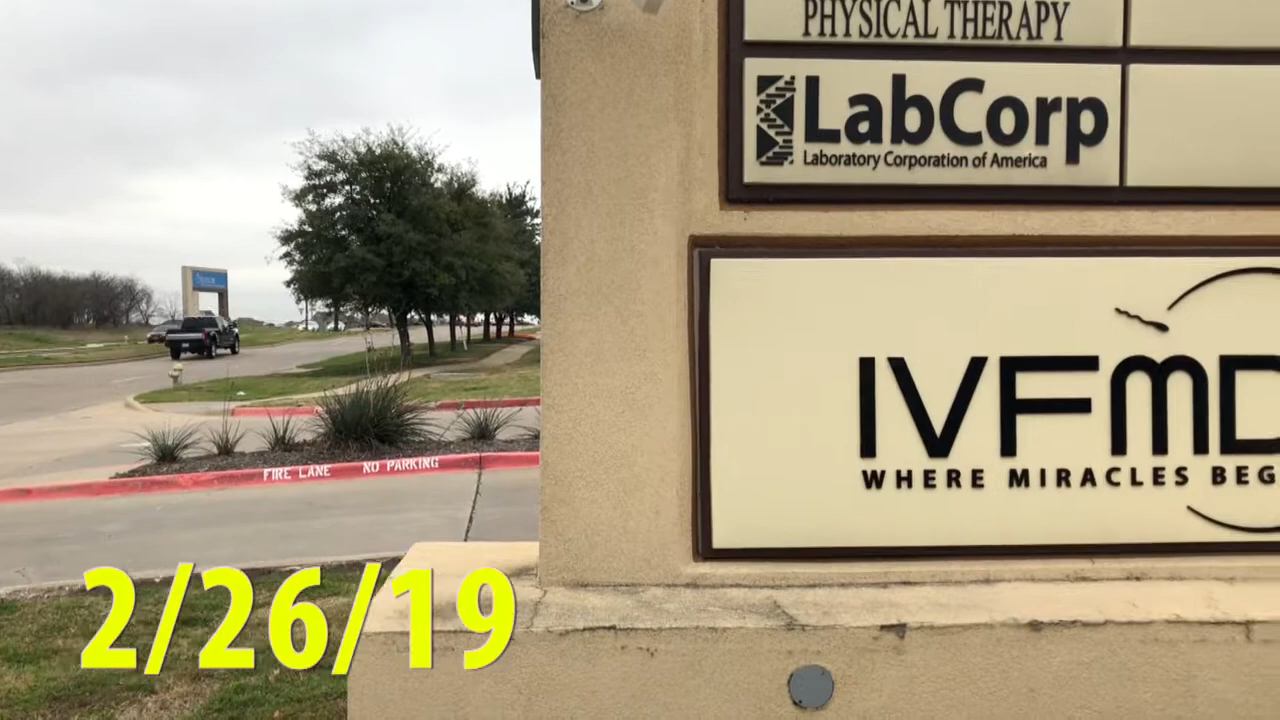 PHYSICAL THERAPY
LabCorp
Laboratory Corporation of America
IVFMD
WHERE MIRACLES BEG
FIRE LANE NO PARKING
2/26/19